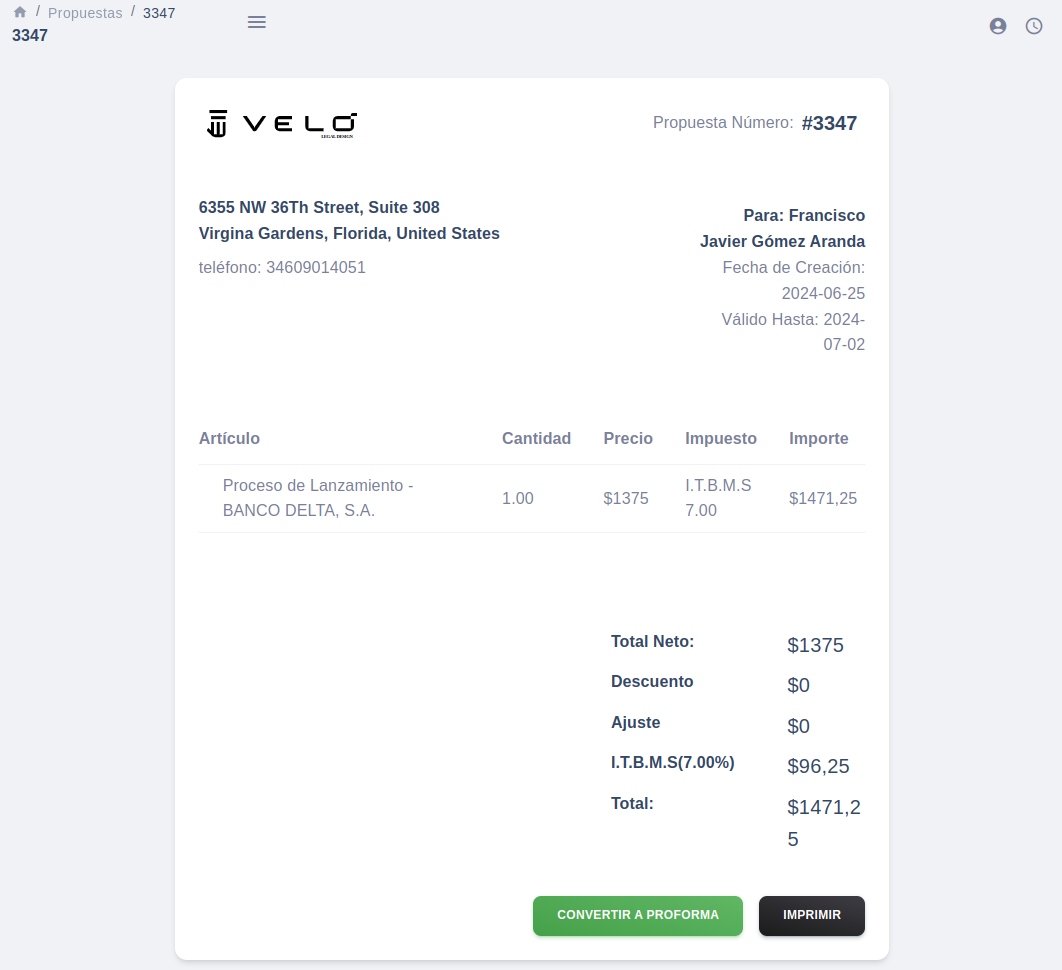 / Propuestas / 3347
3347
VELO
LEGAL DESIGN
Propuesta Número: #3347
6355 NW 36Th Street, Suite 308
Virgina Gardens, Florida, United States
teléfono: 34609014051
Para: Francisco
Javier Gómez Aranda
Fecha de Creación:
2024-06-25
Válido Hasta: 2024-
07-02
Artículo Cantidad Precio Impuesto Importe
Proceso de Lanzamiento -
BANCO DELTA, S.A.
1.00
$1375
I.T.B.M.S
7.00
$1471,25
Total Neto: $1375
Descuento $0
Ajuste $0
I.T.B.M.S(7.00%) $96,25
Total: $1471,2
5
CONVERTIR A PROFORMA IMPRIMIR